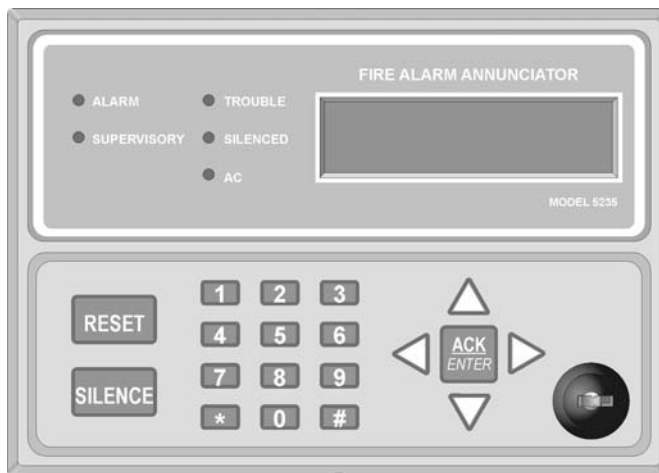 FIRE ALARM ANNUNCIATOR
ALARM
TROUBLE
SUPERVISORY
SILENCED
AC
MODEL 5235
RESET
SILENCE
1 2 3
4 5 6
7 8 9
* 0 #
ACK
ENTER